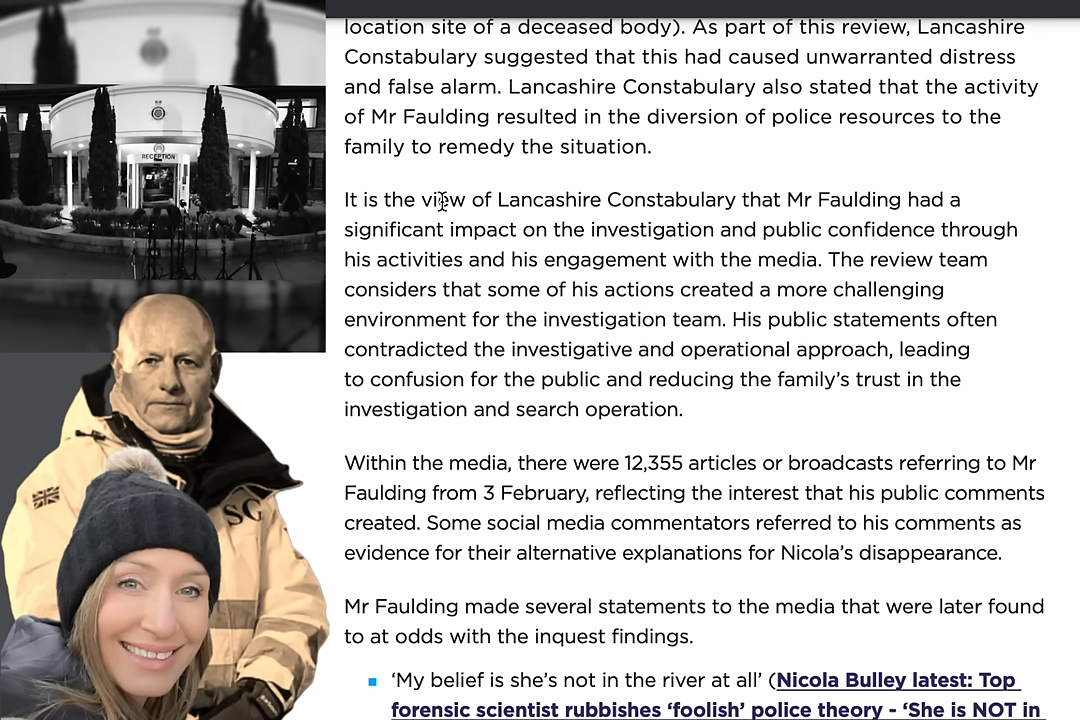 location site of a deceased body). As part of this review, Lancashire
Constabulary suggested that this had caused unwarranted distress
and false alarm. Lancashire Constabulary also stated that the activity
of Mr Faulding resulted in the diversion of police resources to the
family to remedy the situation.
It is the view of Lancashire Constabulary that Mr Faulding had a
significant impact on the investigation and public confidence through
his activities and his engagement with the media. The review team
considers that some of his actions created a more challenging
environment for the investigation team. His public statements often
contradicted the investigative and operational approach, leading
to confusion for the public and reducing the family’s trust in the
investigation and search operation.
Within the media, there were 12,355 articles or broadcasts referring to Mr
Faulding from 3 February, reflecting the interest that his public comments
created. Some social media commentators referred to his comments as
evidence for their alternative explanations for Nicola’s disappearance.
Mr Faulding made several statements to the media that were later found
to at odds with the inquest findings.
‘My belief is she’s not in the river at all’ (Nicola Bulley latest: Top
forensic scientist rubbishes ‘foolish’ police theory - ‘She is NOT in
RECEPTION
SG